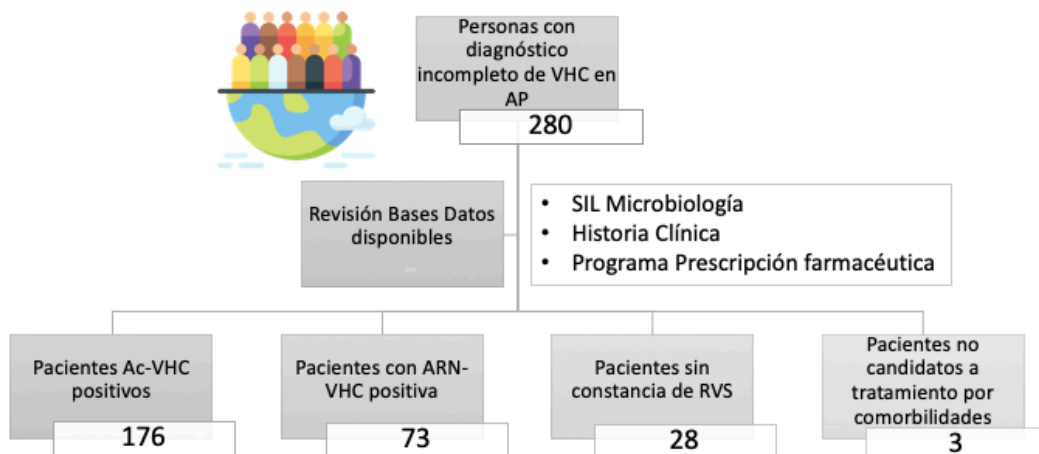 Personas con
diagnóstico
incompleto de VHC en
AP
280
Revisión Bases Datos
disponibles
• SIL Microbiología
• Historia Clínica
• Programa Prescripción farmacéutica
Pacientes Ac-VHC
positivos
176
Pacientes con ARN-
VHC positiva
73
Pacientes sin
constancia de RVS
28
Pacientes no
candidatos a
tratamiento por
comorbilidades
3